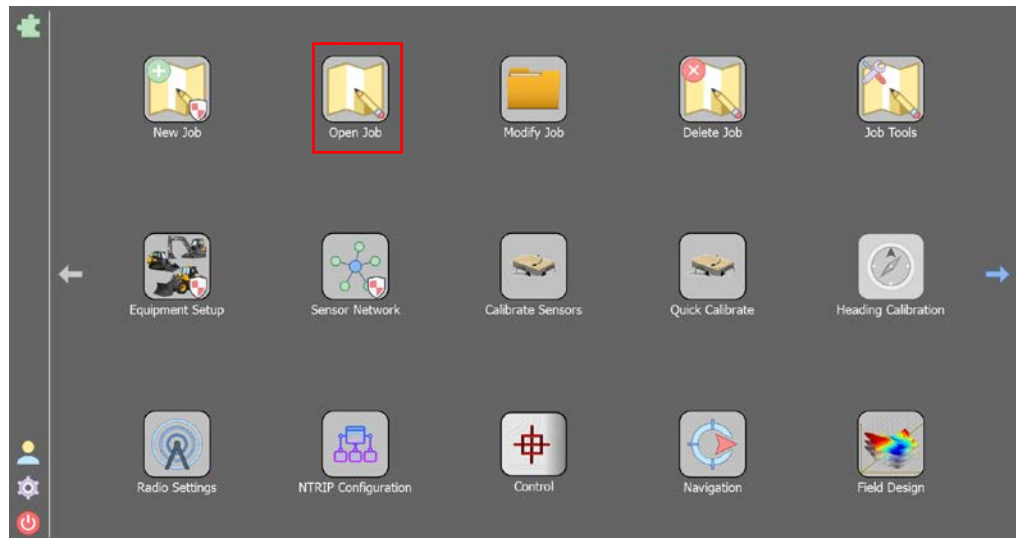 New Job
Open Job
Modify Job
Delete Job
Job Tools
Equipment Setup
Sensor Network
Calibrate Sensors
Quick Calibrate
Heading Calibration
Radio Settings
NTRIP Configuration
Control
Navigation
Field Design